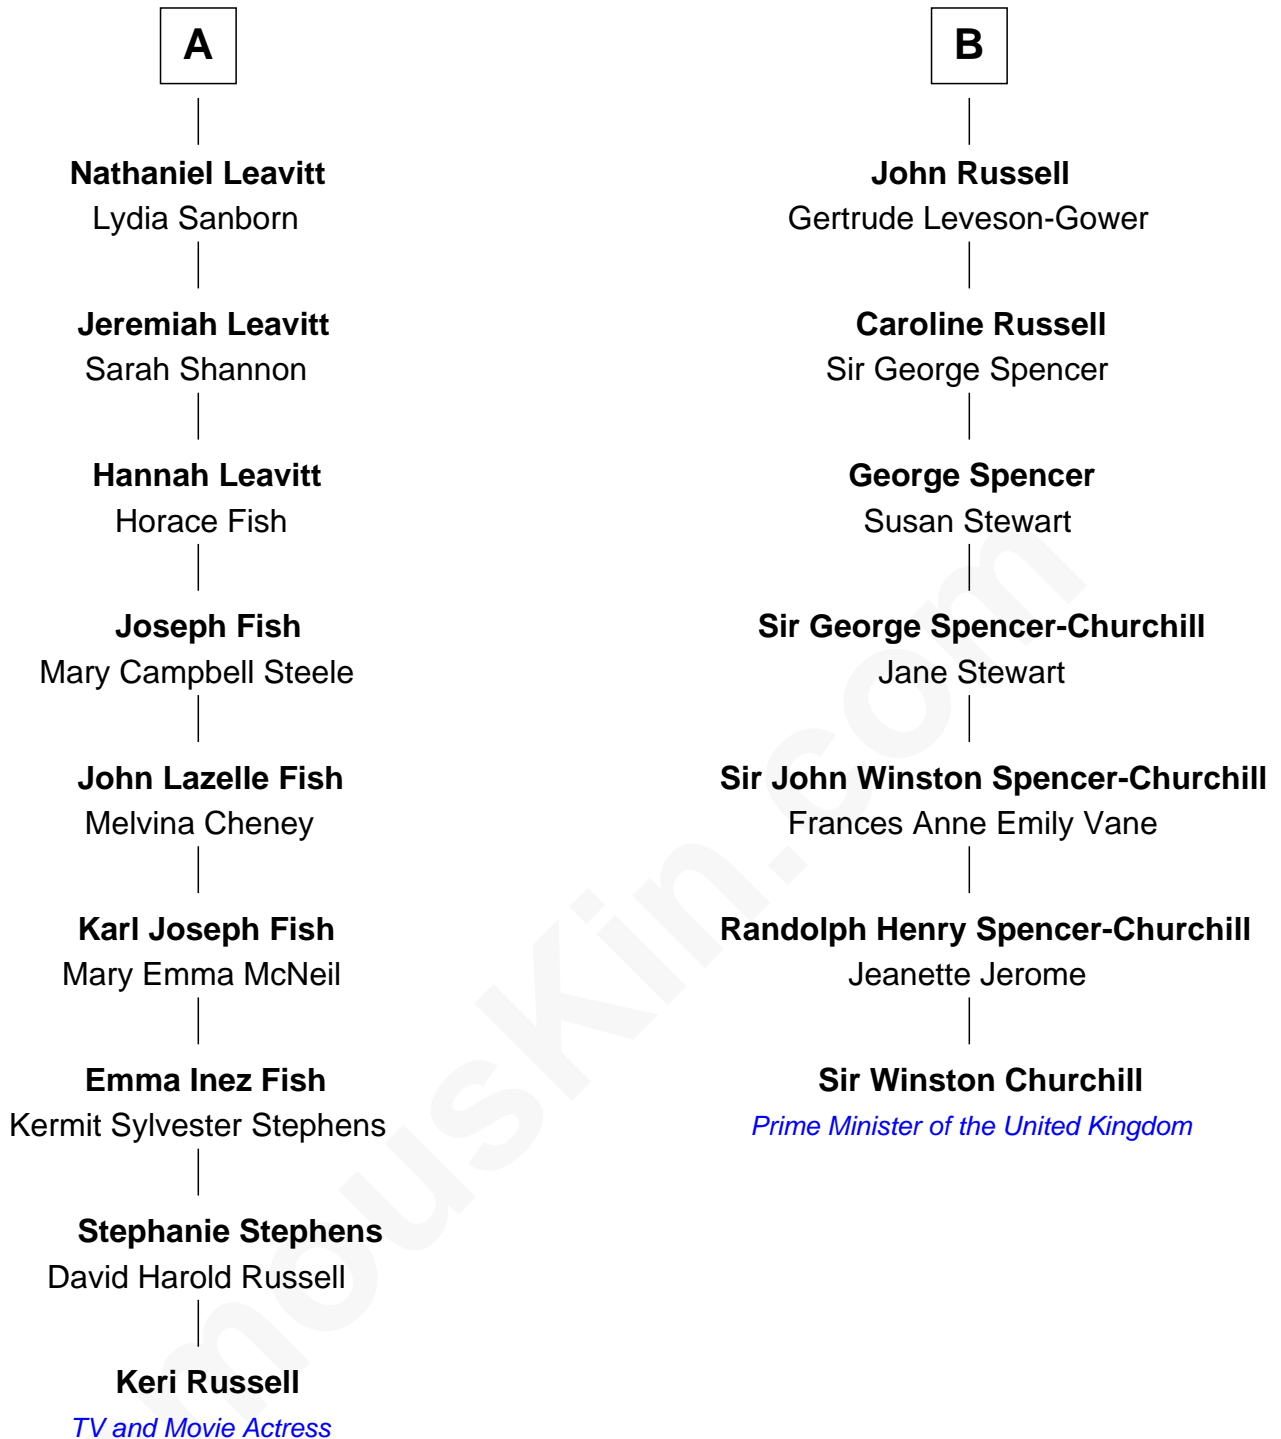 A
Nathaniel Leavitt
Lydia Sanborn
Jeremiah Leavitt
Sarah Shannon
Hannah Leavitt
Horace Fish
Joseph Fish
Mary Campbell Steele
John Lazelle Fish
Melvina Cheney
Karl Joseph Fish
Mary Emma McNeil
Emma Inez Fish
Kermit Sylvester Stephens
Stephanie Stephens
David Harold Russell
Keri Russell
TV and Movie Actress
B
John Russell
Gertrude Leveson-Gower
Caroline Russell
Sir George Spencer
George Spencer
Susan Stewart
Sir George Spencer-Churchill
Jane Stewart
Sir John Winston Spencer-Churchill
Frances Anne Emily Vane
Randolph Henry Spencer-Churchill
Jeanette Jerome
Sir Winston Churchill
Prime Minister of the United Kingdom
mousKin.com